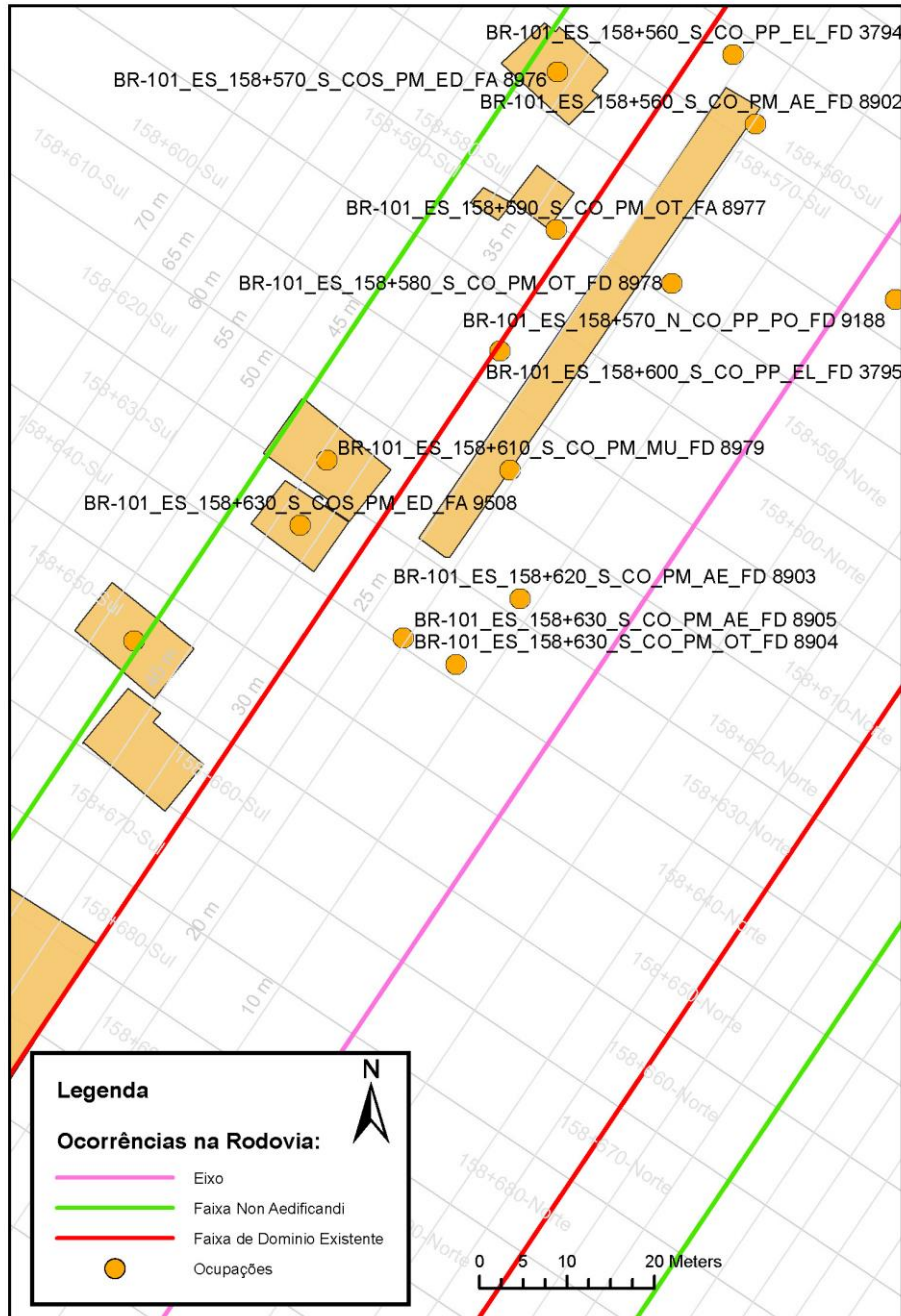 BR-101_ES_158+560_S_CO_PP_EL_FD 3794
BR-101_ES_158+570_S_COS_PM_ED_FA 8976
BR-101_ES_158+560_S_CO_PM_AE_FD 8902
158+580-Sul
158+590-Sul
158+600-Sul
158+610-Sul
158+560-Sul
158+570-Sul
70 m
BR-101_ES_158+590_S_CO_PM_OT_FA 8977
35 m
65 m
60 m
BR-101_ES_158+580_S_CO_PM_OT_FD 8978
158+620-Sul
45 m
55 m
BR-101_ES_158+570_N_CO_PP_PO_FD 9188
50 m
BR-101_ES_158+600_S_CO_PP_EL_FD 3795
158+630-Sul
158+640-Sul
BR-101_ES_158+610_S_CO_PM_MU_FD 8979
158+590-Norte
BR-101_ES_158+630_S_COS_PM_ED_FA 9508
158+600-Norte
158+650-Sul
25 m
BR-101_ES_158+620_S_CO_PM_AE_FD 8903
BR-101_ES_158+630_S_CO_PM_AE_FD 8905
BR-101_ES_158+630_S_CO_PM_OT_FD 8904
30 m
158+610-Norte
158+620-Norte
158+660-Sul
158+670-Sul
158+630-Norte
158+640-Norte
20 m
158+680-Sul
10 m
158+650-Norte
158+660-Norte
158+670-Norte
158+680-Norte
Legenda
N
Ocorrências na Rodovia:
Eixo
Faixa Non Aedificandi
Faixa de Dominio Existente
Ocupações
0 5 10 20 Meters